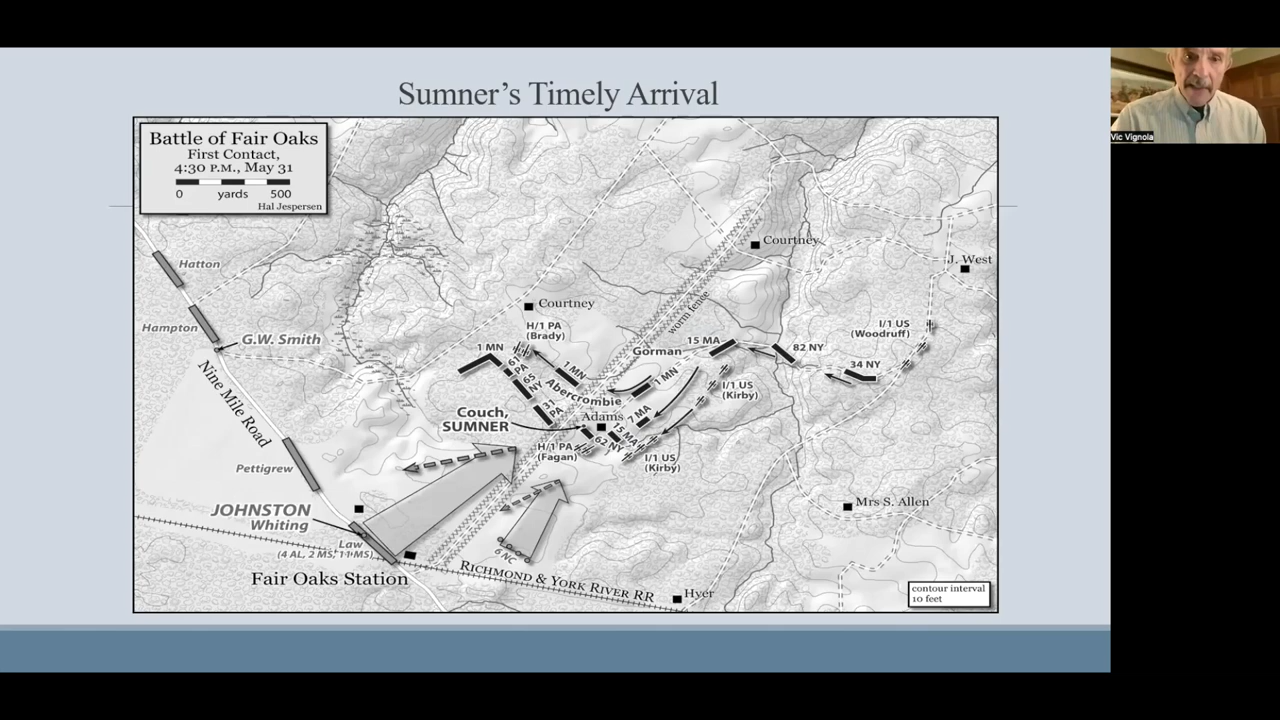 Sumner's Timely Arrival
Vic Vignola
Battle of Fair Oaks
First Contact,
4:30 P.M., May 31
0 yards 500
Hal Jespersen
Courtney
J. West
Hatton
Hampton
G.W. Smith
Nine Mile Road
Courtney
worm fence
H/1 PA
(Brady)
1 MN
61
PA
65
NY
31
PA
1 MN
Abercrombie
Gorman
15 MA
82 NY
I/1 US
(Woodruff)
34 NY
1 MN
I/1 US
(Kirby)
7 MA
Couch,
SUMNER
Adams
15 MA
62 NY
H/1 PA
(Fagan)
I/1 US
(Kirby)
Pettigrew
JOHNSTON
Whiting
Law
(4 AL, 2 MS, 11 MS)
6 NC
Mrs S. Allen
Fair Oaks Station
RICHMOND & YORK RIVER RR
Hyer
contour interval
10 feet